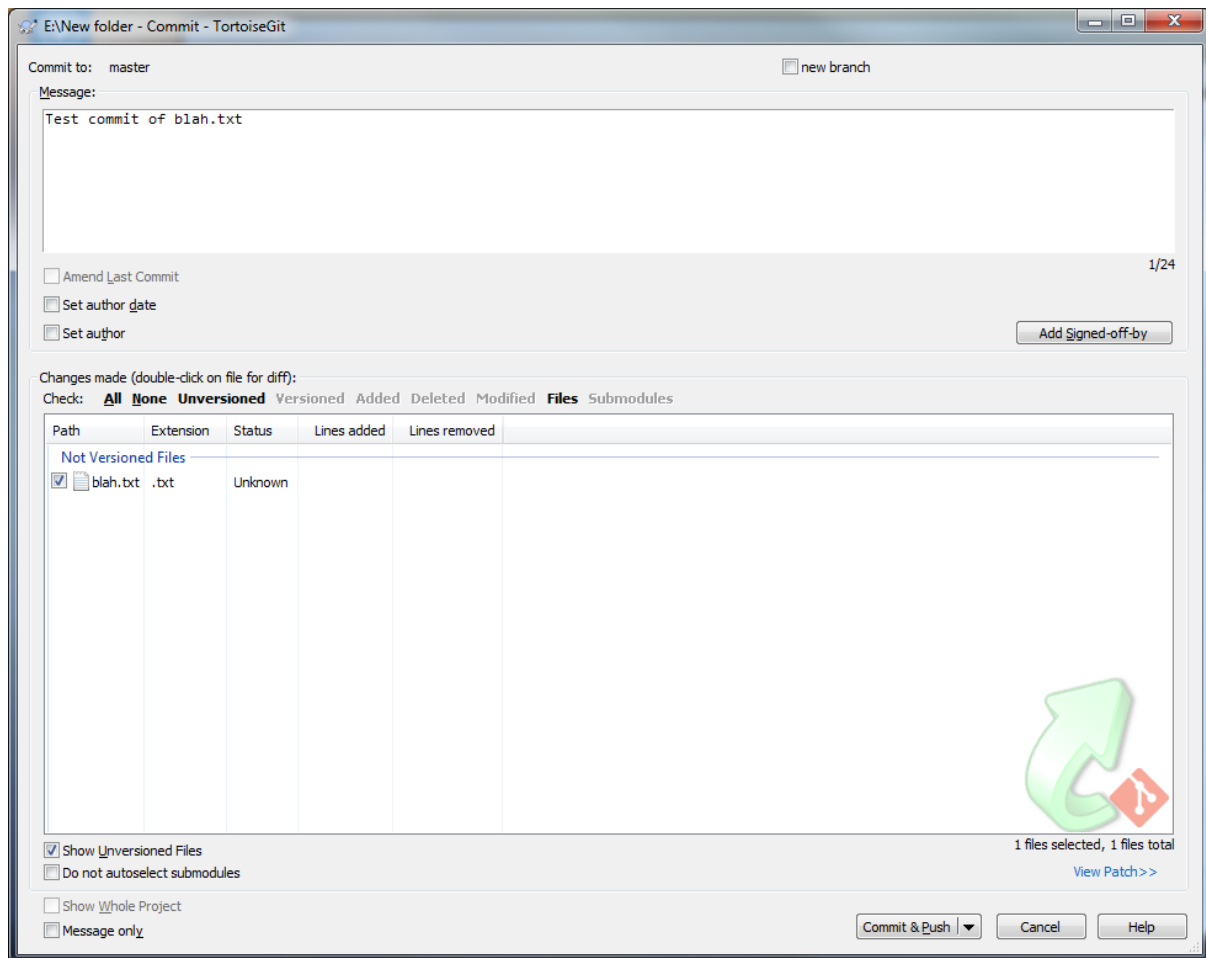 E:\New folder - Commit - TortoiseGit
Commit to: master
new branch
Message:
Test commit of blah.txt
1/24
Amend Last Commit
Set author date
Set author
Add Signed-off-by
Changes made (double-click on file for diff):
Check: All None Unversioned Versioned Added Deleted Modified Files Submodules
Path Extension Status Lines added Lines removed
Not Versioned Files
blah.txt .txt Unknown
Show Unversioned Files
1 files selected, 1 files total
Do not autoselect submodules
View Patch>>
Show Whole Project
Message only
Commit & Push
Cancel
Help